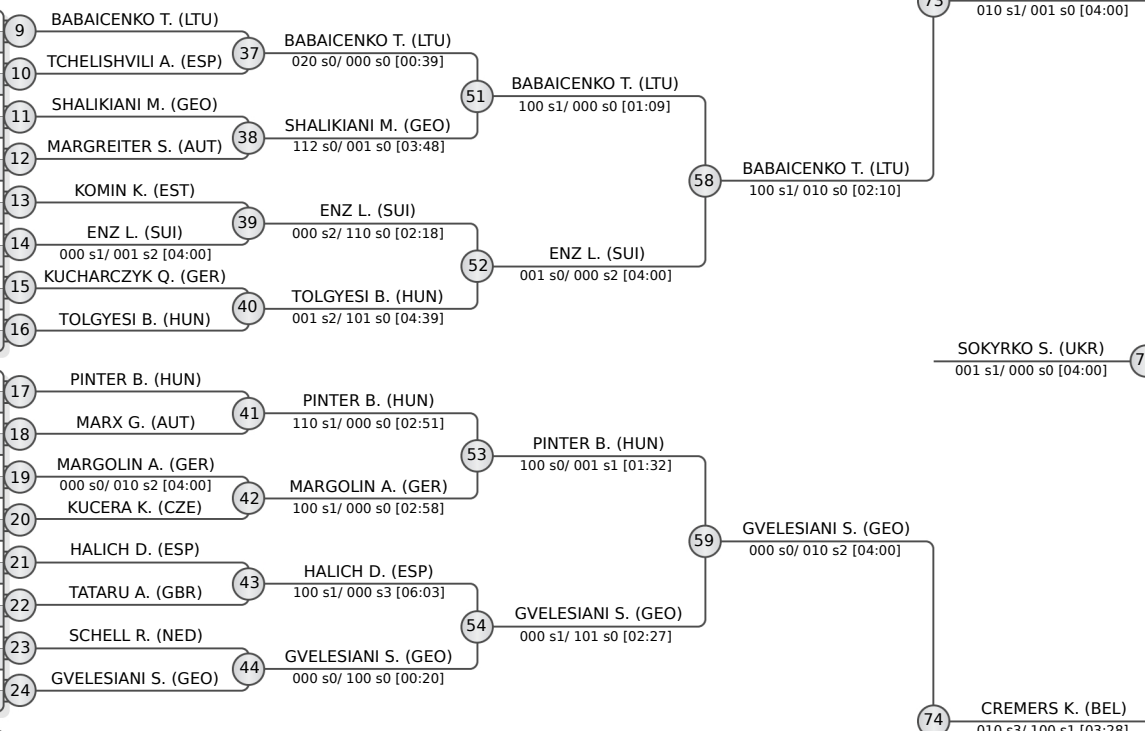 73
010 s1/ 001 s0 [04:00]
9
BABAICENKO T. (LTU)
10
TCHELISHVILI A. (ESP)
37
BABAICENKO T. (LTU)
020 s0/ 000 s0 [00:39]
11
SHALIKIANI M. (GEO)
12
MARGREITER S. (AUT)
38
SHALIKIANI M. (GEO)
112 s0/ 001 s0 [03:48]
51
BABAICENKO T. (LTU)
100 s1/ 000 s0 [01:09]
13
KOMIN K. (EST)
14
ENZ L. (SUI)
000 s1/ 001 s2 [04:00]
39
ENZ L. (SUI)
000 s2/ 110 s0 [02:18]
15
KUCHARCZYK Q. (GER)
16
TOLGYESI B. (HUN)
40
TOLGYESI B. (HUN)
001 s2/ 101 s0 [04:39]
52
ENZ L. (SUI)
001 s0/ 000 s2 [04:00]
58
BABAICENKO T. (LTU)
100 s1/ 010 s0 [02:10]
SOKYRKO S. (UKR)
001 s1/ 000 s0 [04:00]
17
PINTER B. (HUN)
18
MARX G. (AUT)
41
PINTER B. (HUN)
110 s1/ 000 s0 [02:51]
19
MARGOLIN A. (GER)
000 s0/ 010 s2 [04:00]
20
KUCERA K. (CZE)
42
MARGOLIN A. (GER)
100 s1/ 000 s0 [02:58]
53
PINTER B. (HUN)
100 s0/ 001 s1 [01:32]
21
HALICH D. (ESP)
22
TATARU A. (GBR)
43
HALICH D. (ESP)
100 s1/ 000 s3 [06:03]
23
SCHELL R. (NED)
24
GVELESIANI S. (GEO)
44
GVELESIANI S. (GEO)
000 s0/ 100 s0 [00:20]
54
GVELESIANI S. (GEO)
000 s1/ 101 s0 [02:27]
59
GVELESIANI S. (GEO)
000 s0/ 010 s2 [04:00]
74
CREMERS K. (BEL)
010 s3/ 100 s1 [03:28]